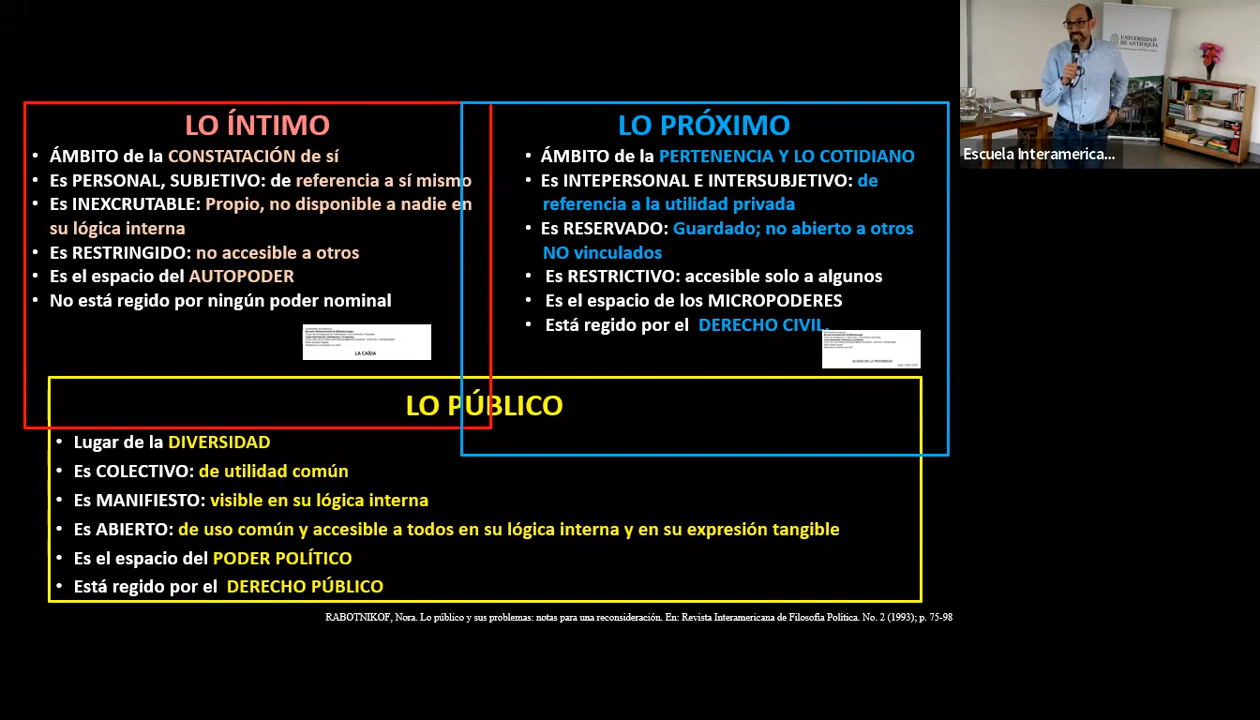 LO ÍNTIMO
• ÁMBITO de la CONSTATACIÓN de sí
• Es PERSONAL, SUBJETIVO: de referencia a sí mismo
• Es INEXCRUTABLE: Propio, no disponible a nadie en
su lógica interna
• Es RESTRINGIDO: no accesible a otros
• Es el espacio del AUTOPODER
• No está regido por ningún poder nominal
LA CAÍDA
LO PRÓXIMO
• ÁMBITO de la PERTENENCIA Y LO COTIDIANO
• Es INTEPERSONAL E INTERSUBJETIVO: de
referencia a la utilidad privada
• Es RESERVADO: Guardado; no abierto a otros
NO vinculados
• Es RESTRICTIVO: accesible solo a algunos
• Es el espacio de los MICROPODERES
• Está regido por el DERECHO CIVIL.
LO PÚBLICO
• Lugar de la DIVERSIDAD
• Es COLECTIVO: de utilidad común
• Es MANIFIESTO: visible en su lógica interna
• Es ABIERTO: de uso común y accesible a todos en su lógica interna y en su expresión tangible
• Es el espacio del PODER POLÍTICO
• Está regido por el DERECHO PÚBLICO
RABOTNIKOF, Nora. Lo público y sus problemas: notas para una reconsideración. En: Revista Interamericana de Filosofía Política. No. 2 (1993); p. 75-98
UNIVERSIDAD
DE ANTIOQUIA
Escuela Interamerica...